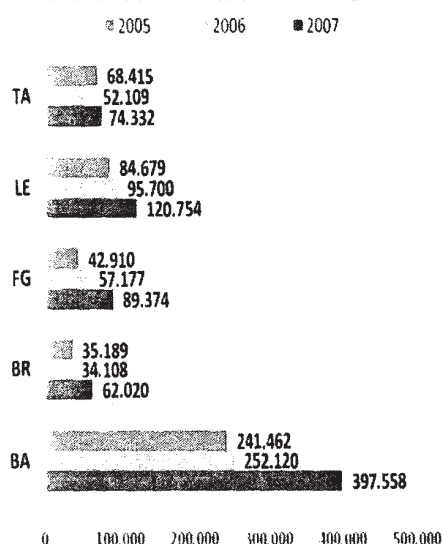 2005 2006 2007
68.415
TA 52.109
74.332
84.679
LE 95.700
120.754
42.910
FG 57.177
89.374
35.189
BR 34.108
62.020
241.462
BA 252.120
397.558
0 100.000 200.000 300.000 400.000 500.000